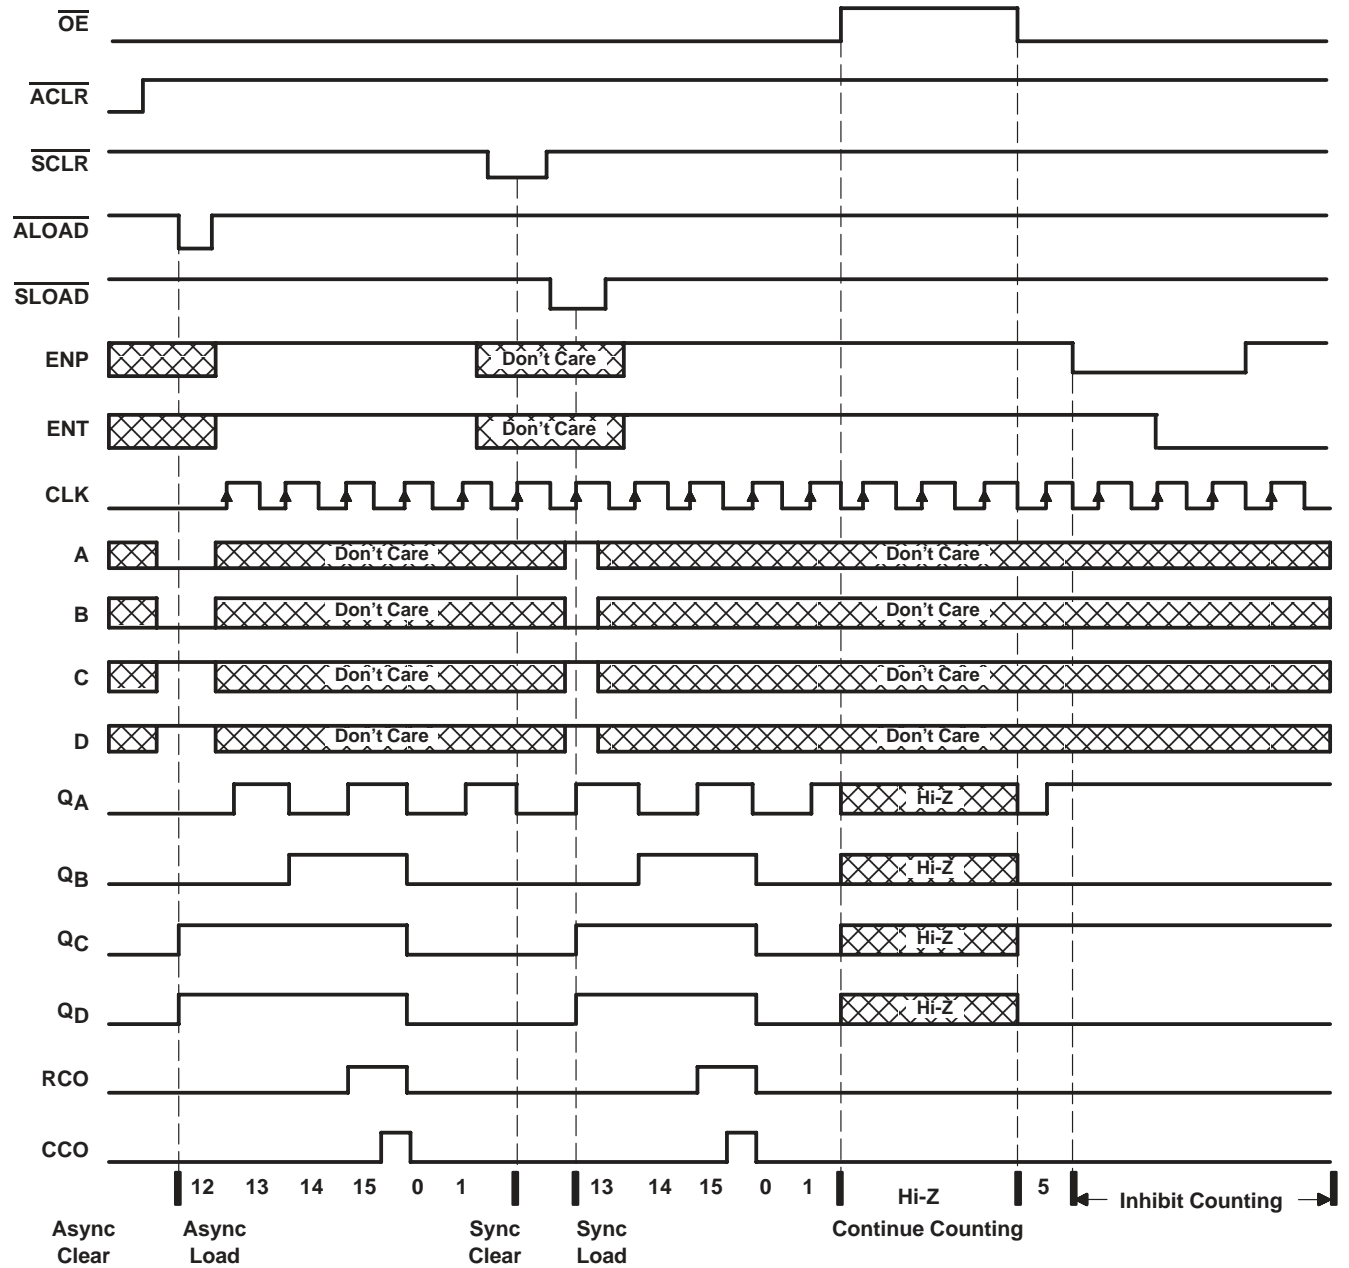 OE
ACLR
SCLR
ALOAD
SLOAD
ENP Don't Care
ENT Don't Care
CLK
A Don't Care Don't Care
B Don't Care Don't Care
C Don't Care Don't Care
D Don't Care Don't Care
QA Hi-Z
QB Hi-Z
QC Hi-Z
QD Hi-Z
RCO
CCO
12 13 14 15 0 1 13 14 15 0 1 Hi-Z 5 Inhibit Counting
Async Async Sync Sync Continue Counting
Clear Load Clear Load